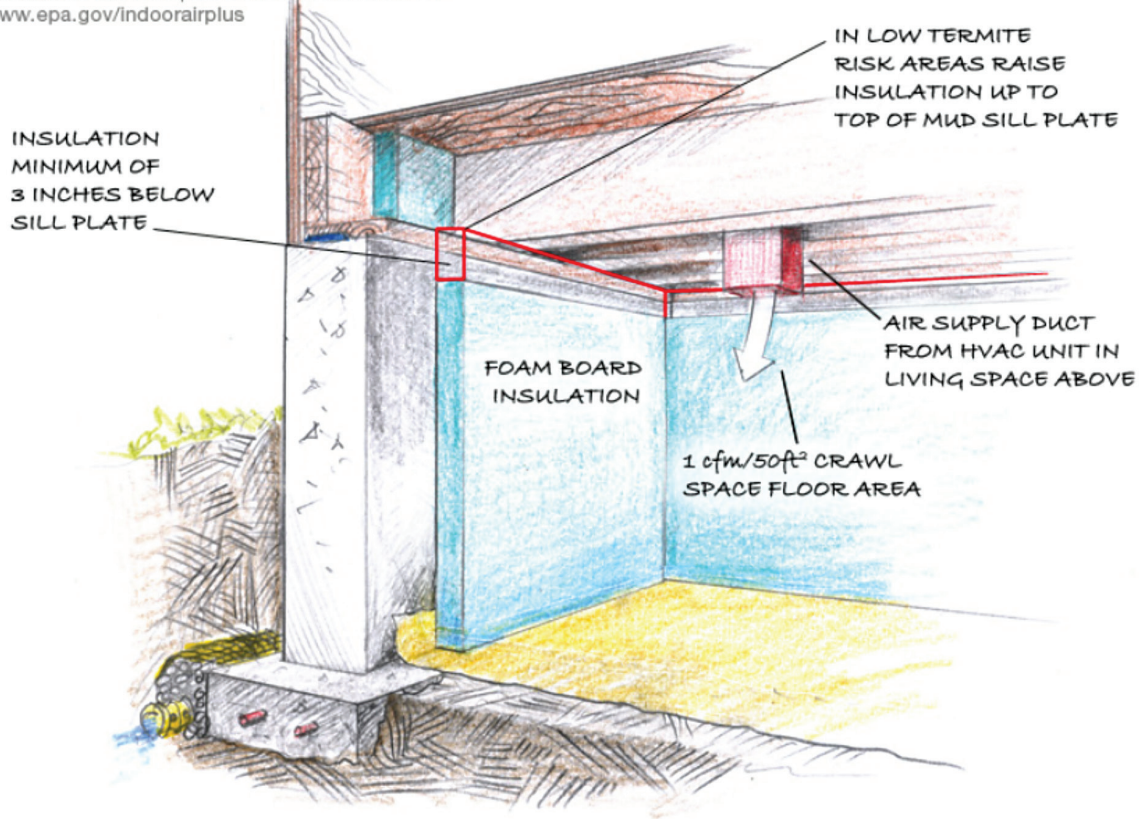 ww.epa.gov/indoorairplus
IN LOW TERMITE
RISK AREAS RAISE
INSULATION UP TO
TOP OF MUD SILL PLATE
INSULATION
MINIMUM OF
3 INCHES BELOW
SILL PLATE
AIR SUPPLY DUCT
FROM HVAC UNIT IN
LIVING SPACE ABOVE
FOAM BOARD
INSULATION
1 cfm/50ft² CRAWL
SPACE FLOOR AREA